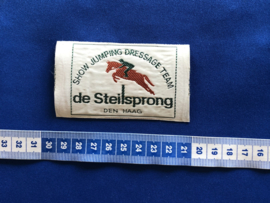 SHOW JUMPING DRESSAGE TEAM
de Steilsprong
DEN HAAG
33 32 31 30 29 28 27 26 25 24 23 22 21 20 19 18 17 16